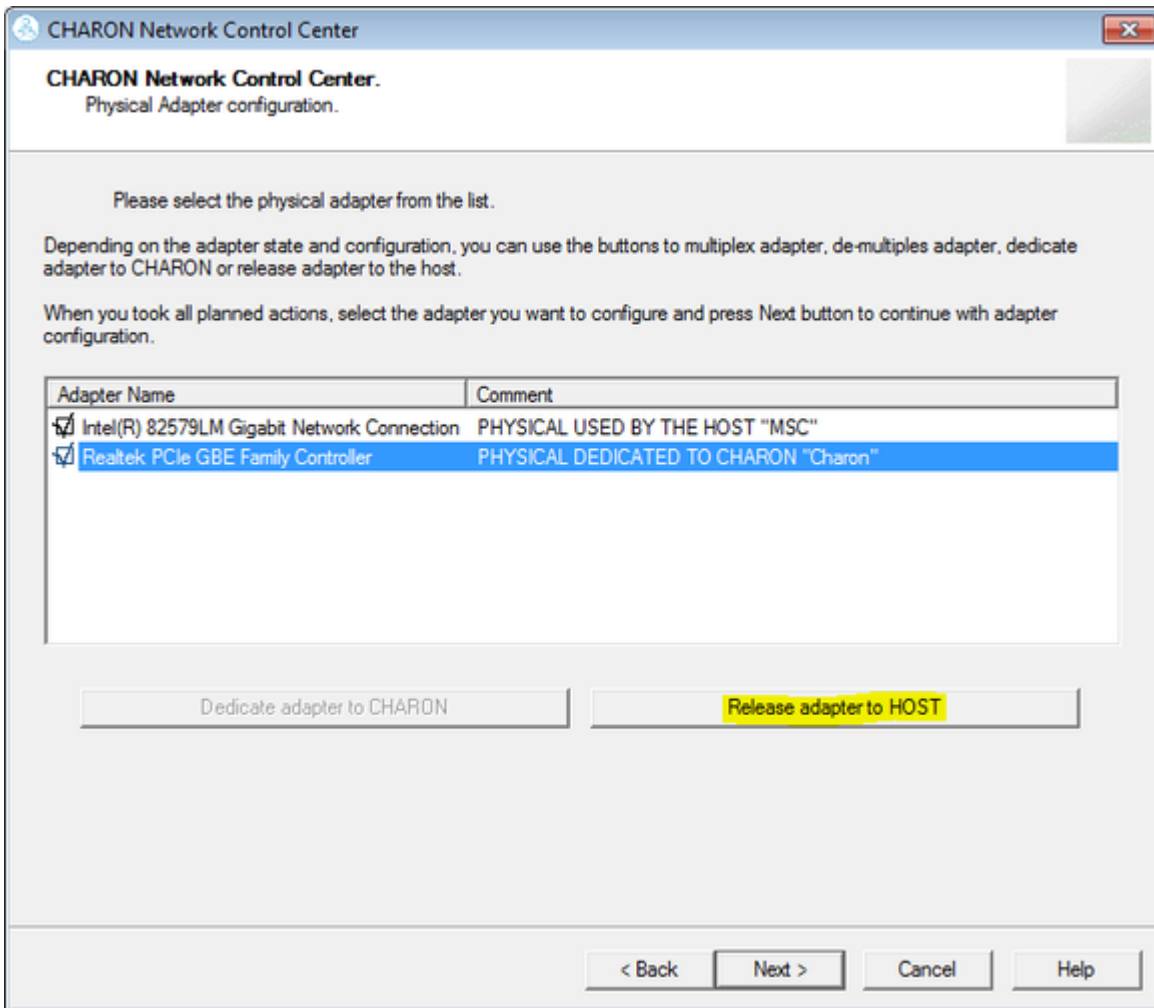 CHARON Network Control Center
CHARON Network Control Center.
Physical Adapter configuration.
Please select the physical adapter from the list.
Depending on the adapter state and configuration, you can use the buttons to multiplex adapter, de-multiples adapter, dedicate
adapter to CHARON or release adapter to the host.
When you took all planned actions, select the adapter you want to configure and press Next button to continue with adapter
configuration.
Adapter Name Comment
Intel(R) 82579LM Gigabit Network Connection PHYSICAL USED BY THE HOST "MSC"
Realtek PCIe GBE Family Controller PHYSICAL DEDICATED TO CHARON "Charon"
Dedicate adapter to CHARON Release adapter to HOST
< Back Next > Cancel Help